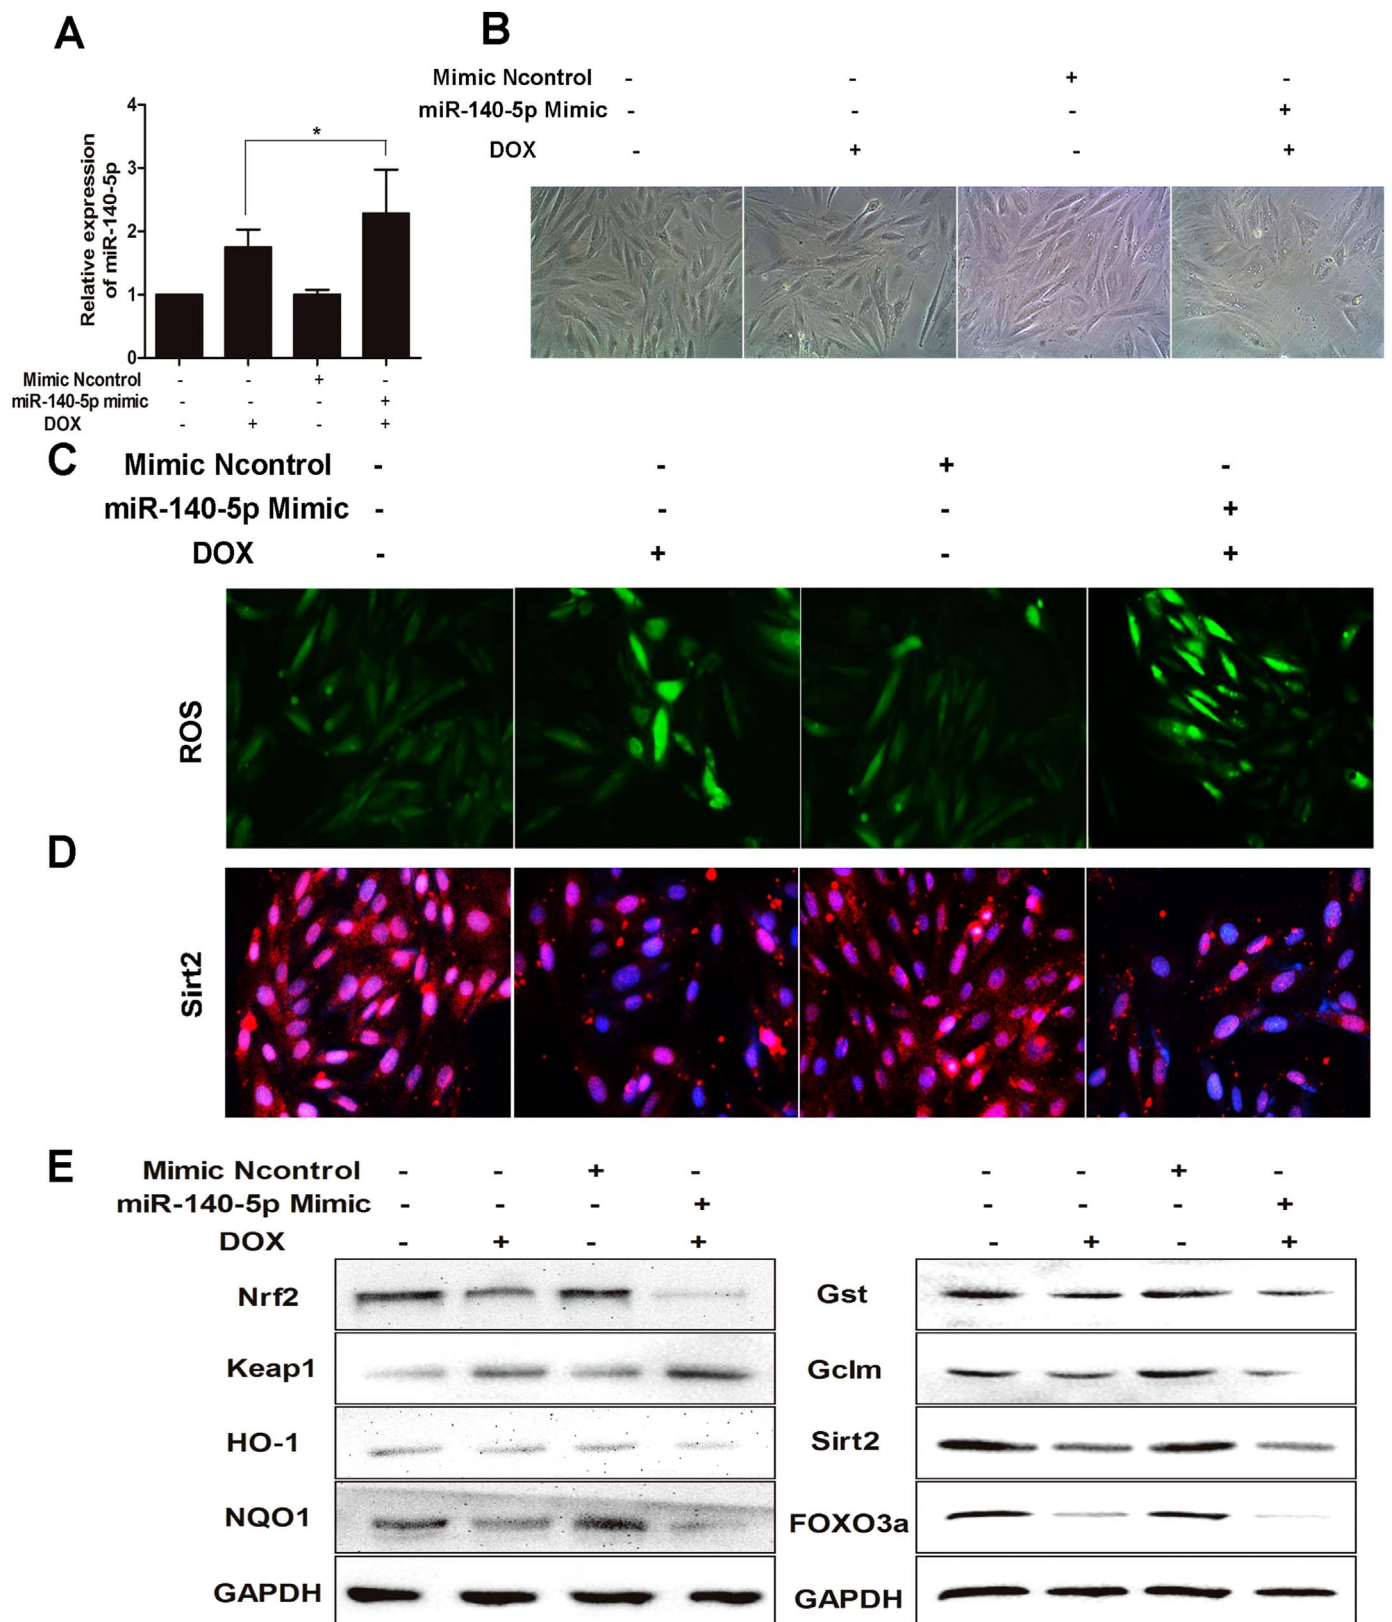 A
Relative expression
of miR-140-5p
4
3
2
1
0
*
Mimic Ncontrol - - + -
miR-140-5p mimic - - - +
DOX - + - +
B
Mimic Ncontrol - - + -
miR-140-5p Mimic - - - +
DOX - + - +
C
Mimic Ncontrol - - + -
miR-140-5p Mimic - - - +
DOX - + - +
ROS
D
Sirt2
E
Mimic Ncontrol - - + - - - + -
miR-140-5p Mimic - - - + - - - +
DOX - + - + - + - +
Nrf2
Keap1
HO-1
NQO1
GAPDH
Gst
Gclm
Sirt2
FOXO3a
GAPDH